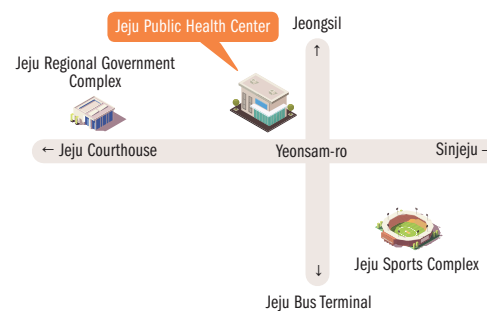 Jeju Public Health Center
Jeongsil
↑
Jeju Regional Government
Complex
← Jeju Courthouse
Yeonsam-ro
Sinjeju →
Jeju Sports Complex
↓
Jeju Bus Terminal